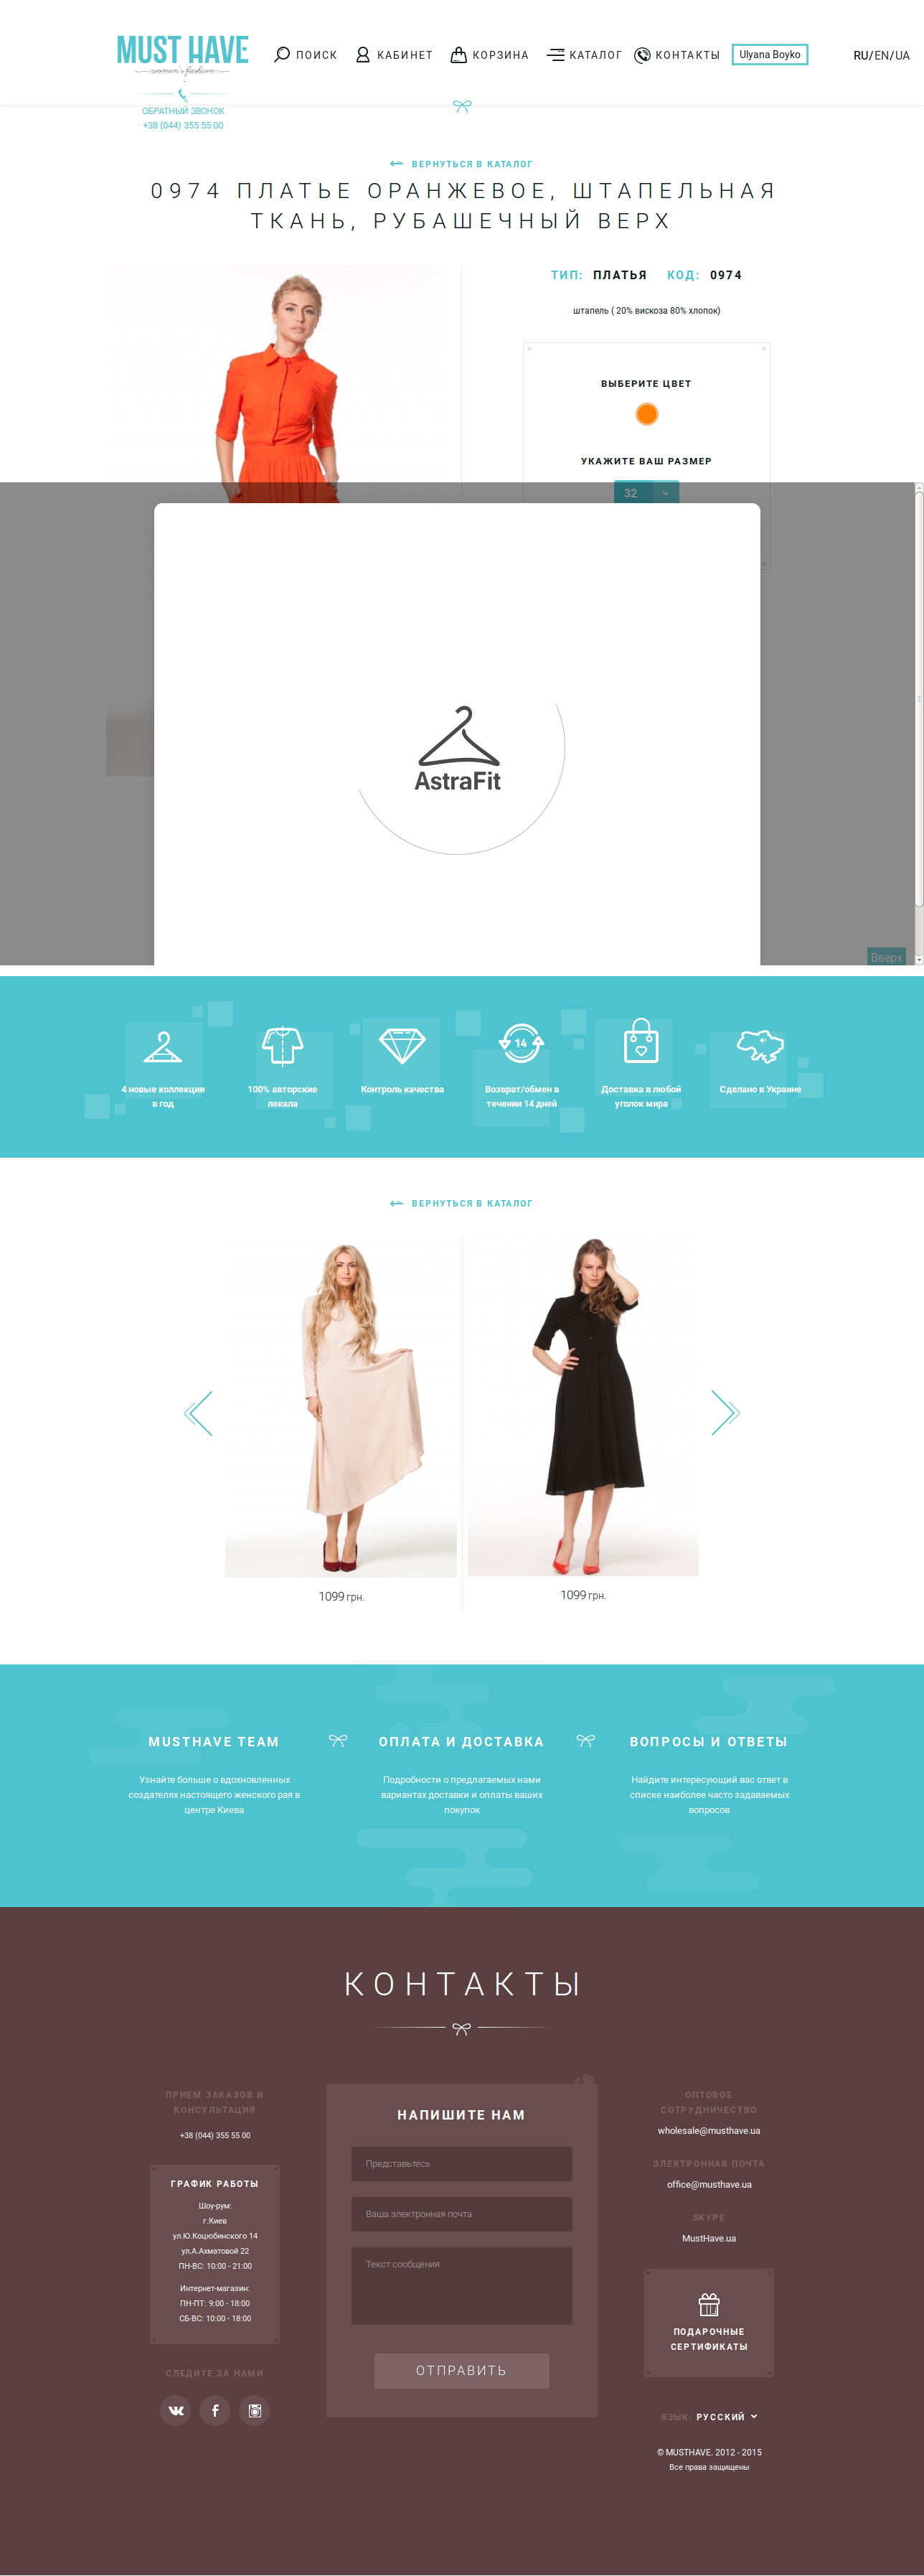 MUST HAVE
women's fashion
ПОИСК
КАБИНЕТ
КОРЗИНА
КАТАЛОГ
КОНТАКТЫ
Ulyana Boyko
RU/EN/UA
ОБРАТНЫЙ ЗВОНОК
+38 (044) 355 55 00
ВЕРНУТЬСЯ В КАТАЛОГ
0974 ПЛАТЬЕ ОРАНЖЕВОЕ, ШТАПЕЛЬНАЯ
ТКАНЬ, РУБАШЕЧНЫЙ ВЕРХ
ТИП: ПЛАТЬЯ КОД: 0974
штапель ( 20% вискоза 80% хлопок)
ВЫБЕРИТЕ ЦВЕТ
УКАЖИТЕ ВАШ РАЗМЕР
32
AstraFit
Вверх
4 новые коллекции
в год
100% авторские
лекала
Контроль качества
14
Возврат/обмен в
течении 14 дней
Доставка в любой
уголок мира
Сделано в Украине
ВЕРНУТЬСЯ В КАТАЛОГ
1099 грн.
1099 грн.
MUSTHAVE TEAM
Узнайте больше о вдохновленных
создателях настоящего женского рая в
центре Киева
ОПЛАТА И ДОСТАВКА
Подробности о предлагаемых нами
вариантах доставки и оплаты ваших
покупок
ВОПРОСЫ И ОТВЕТЫ
Найдите интересующий вас ответ в
списке наиболее часто задаваемых
вопросов
КОНТАКТЫ
ПРИЕМ ЗАКАЗОВ И
КОНСУЛЬТАЦИЯ
+38 (044) 355 55 00
ГРАФИК РАБОТЫ
Шоу-рум:
г.Киев
ул.Ю.Коцюбинского 14
ул.А.Ахматовой 22
ПН-ВС: 10:00 - 21:00
Интернет-магазин:
ПН-ПТ: 9:00 - 18:00
СБ-ВС: 10:00 - 18:00
СЛЕДИТЕ ЗА НАМИ
НАПИШИТЕ НАМ
Представьтесь
Ваша электронная почта
Текст сообщения
ОТПРАВИТЬ
ОПТОВОЕ
СОТРУДНИЧЕСТВО
wholesale@musthave.ua
ЭЛЕКТРОННАЯ ПОЧТА
office@musthave.ua
SKYPE
MustHave.ua
ПОДАРОЧНЫЕ
СЕРТИФИКАТЫ
ЯЗЫК: РУССКИЙ
© MUSTHAVE. 2012 - 2015
Все права защищены